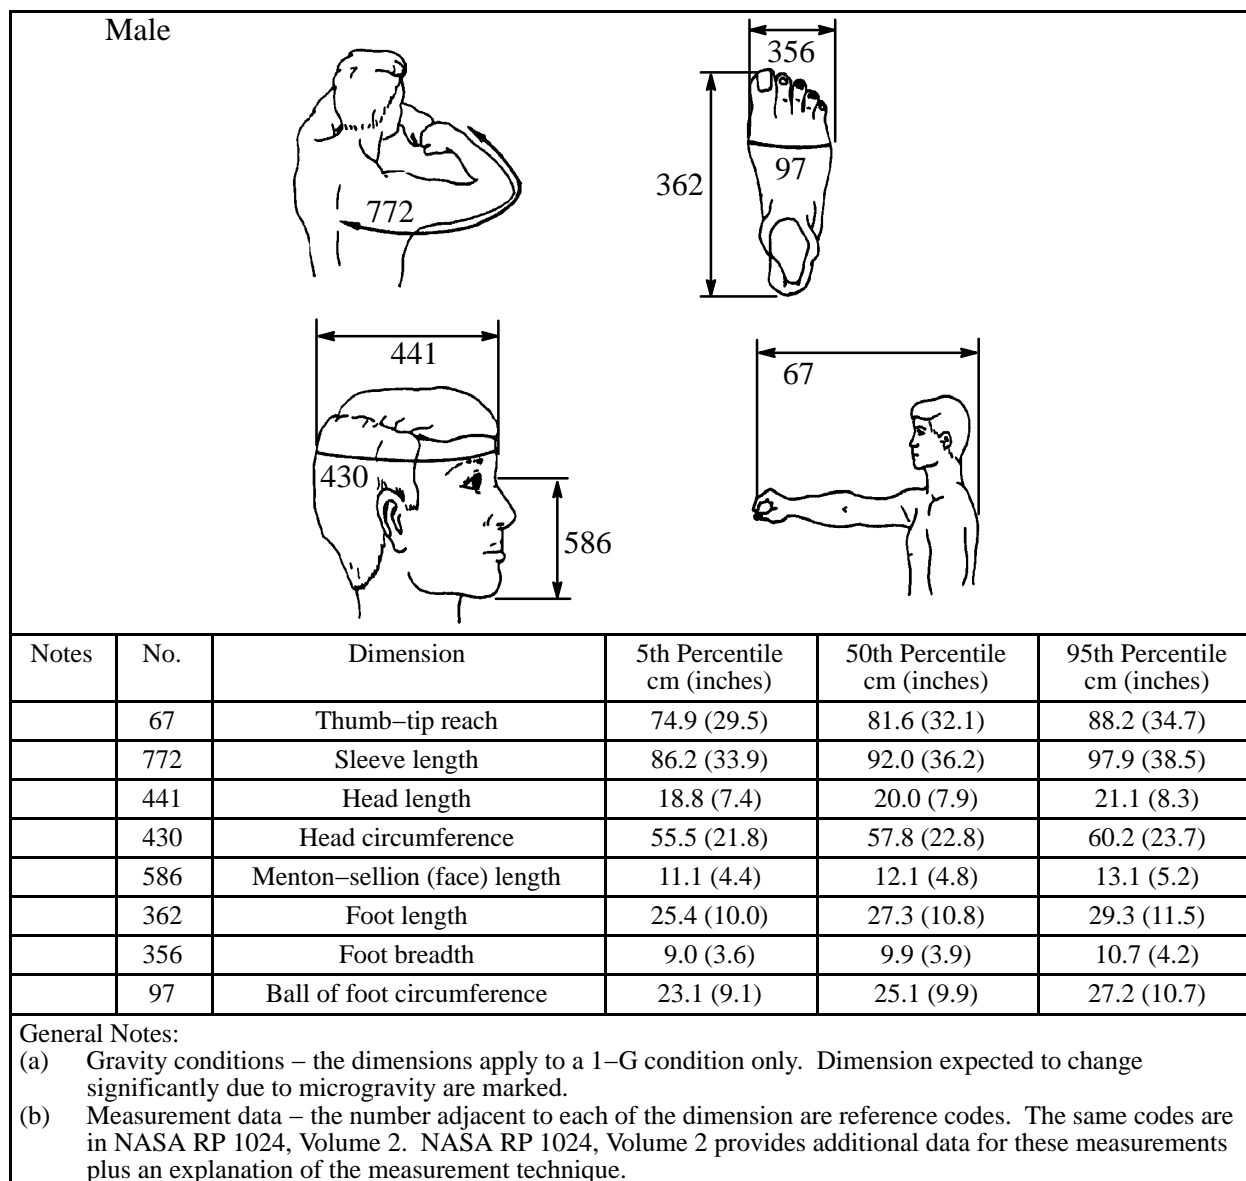 Male
356
97
362
772
441
430
586
67
Notes No. Dimension 5th Percentile cm (inches) 50th Percentile cm (inches) 95th Percentile cm (inches)
67 Thumb–tip reach 74.9 (29.5) 81.6 (32.1) 88.2 (34.7)
772 Sleeve length 86.2 (33.9) 92.0 (36.2) 97.9 (38.5)
441 Head length 18.8 (7.4) 20.0 (7.9) 21.1 (8.3)
430 Head circumference 55.5 (21.8) 57.8 (22.8) 60.2 (23.7)
586 Menton–sellion (face) length 11.1 (4.4) 12.1 (4.8) 13.1 (5.2)
362 Foot length 25.4 (10.0) 27.3 (10.8) 29.3 (11.5)
356 Foot breadth 9.0 (3.6) 9.9 (3.9) 10.7 (4.2)
97 Ball of foot circumference 23.1 (9.1) 25.1 (9.9) 27.2 (10.7)
General Notes:
(a) Gravity conditions – the dimensions apply to a 1–G condition only. Dimension expected to change
significantly due to microgravity are marked.
(b) Measurement data – the number adjacent to each of the dimension are reference codes. The same codes are
in NASA RP 1024, Volume 2. NASA RP 1024, Volume 2 provides additional data for these measurements
plus an explanation of the measurement technique.